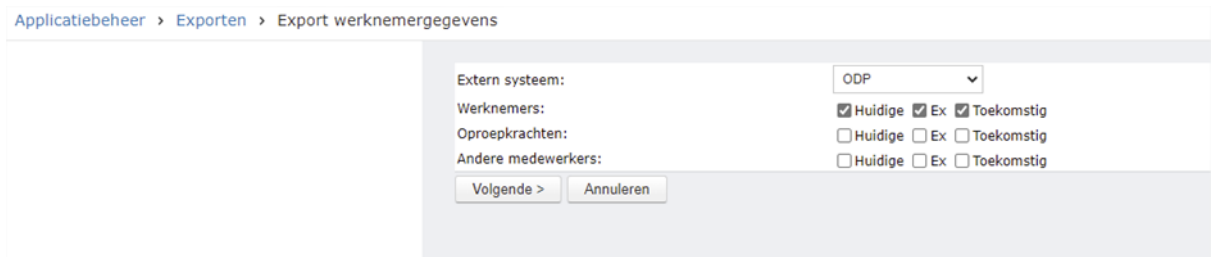 Applicatiebeheer > Exporten > Export werknemergegevens
Extern systeem: ODP
Werknemers: Huidige Ex Toekomstig
Oproepkrachten: Huidige Ex Toekomstig
Andere medewerkers: Huidige Ex Toekomstig
Volgende > Annuleren